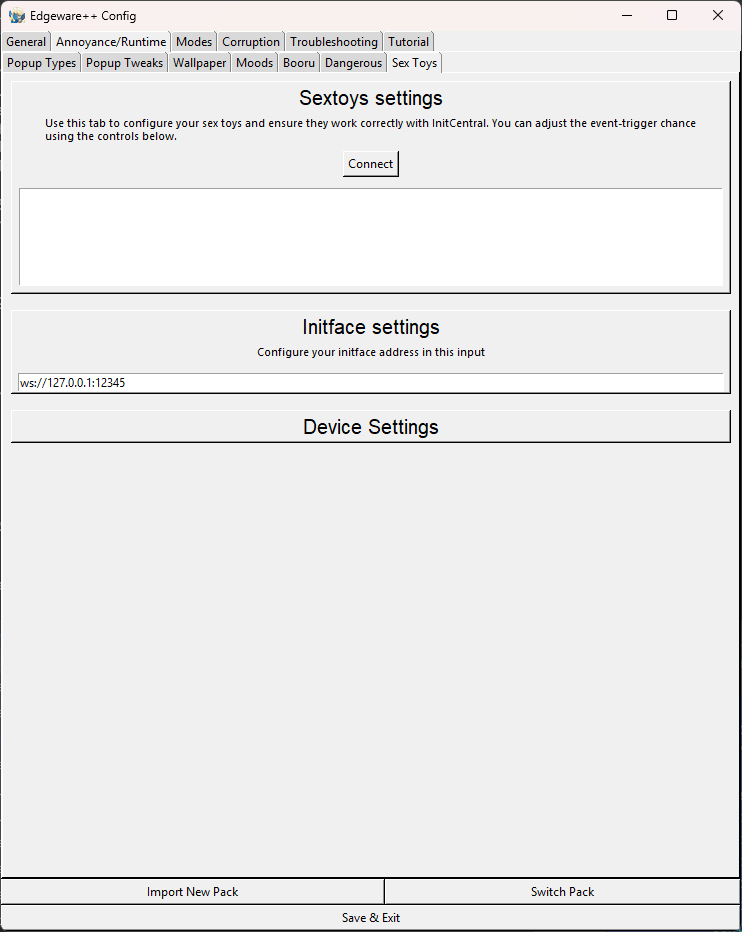 Edgeware++ Config
General Annoyance/Runtime Modes Corruption Troubleshooting Tutorial
Popup Types Popup Tweaks Wallpaper Moods Booru Dangerous Sex Toys
Sextoys settings
Use this tab to configure your sex toys and ensure they work correctly with InitCentral. You can adjust the event-trigger chance
using the controls below.
Connect
Initface settings
Configure your initface address in this input
ws://127.0.0.1:12345
Device Settings
Import New Pack Switch Pack
Save & Exit